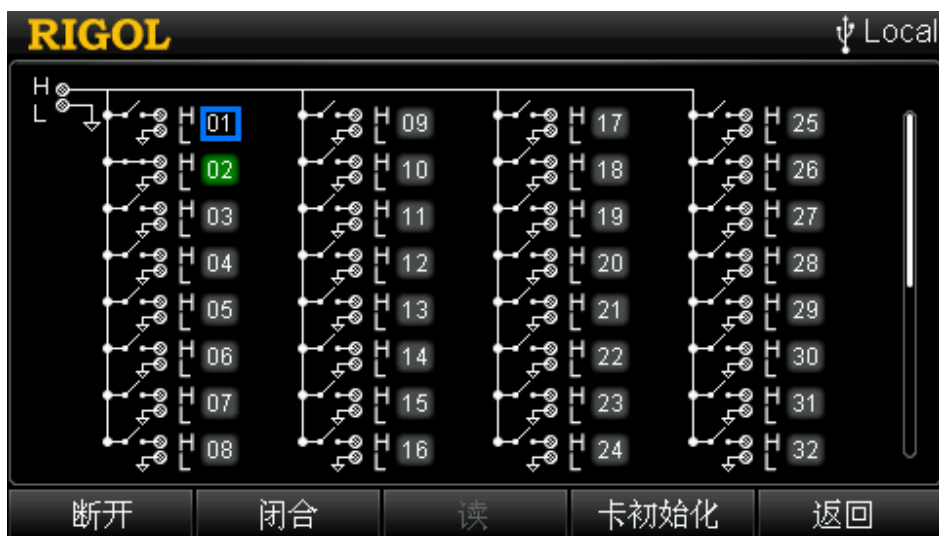 RIGOL Local
H
L
H 01 H 09 H 17 H 25
L L L L
H 02 H 10 H 18 H 26
L L L L
H 03 H 11 H 19 H 27
L L L L
H 04 H 12 H 20 H 28
L L L L
H 05 H 13 H 21 H 29
L L L L
H 06 H 14 H 22 H 30
L L L L
H 07 H 15 H 23 H 31
L L L L
H 08 H 16 H 24 H 32
L L L L
断开 闭合 读 卡初始化 返回